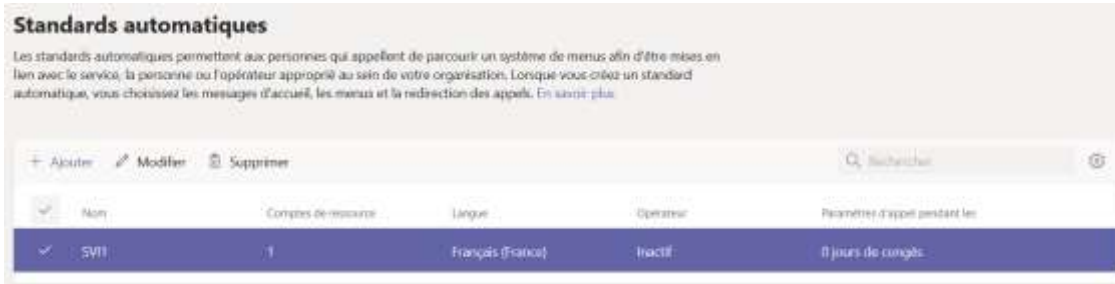 Standards automatiques
Les standards automatiques permettent aux personnes qui appellent de parcourir un système de menus afin d'être mises en
lien avec le service, la personne ou l'opérateur approprié au sein de votre organisation. Lorsque vous créez un standard
automatique, vous choisissez les messages d'accueil, les menus et la redirection des appels. En savoir plus
Ajouter Modifier Supprimer Rechercher
Nom Comptes de ressource Langue Opérateur Paramètres d'appel pendant les
1 Français (France) Inactif 0 jours de congés